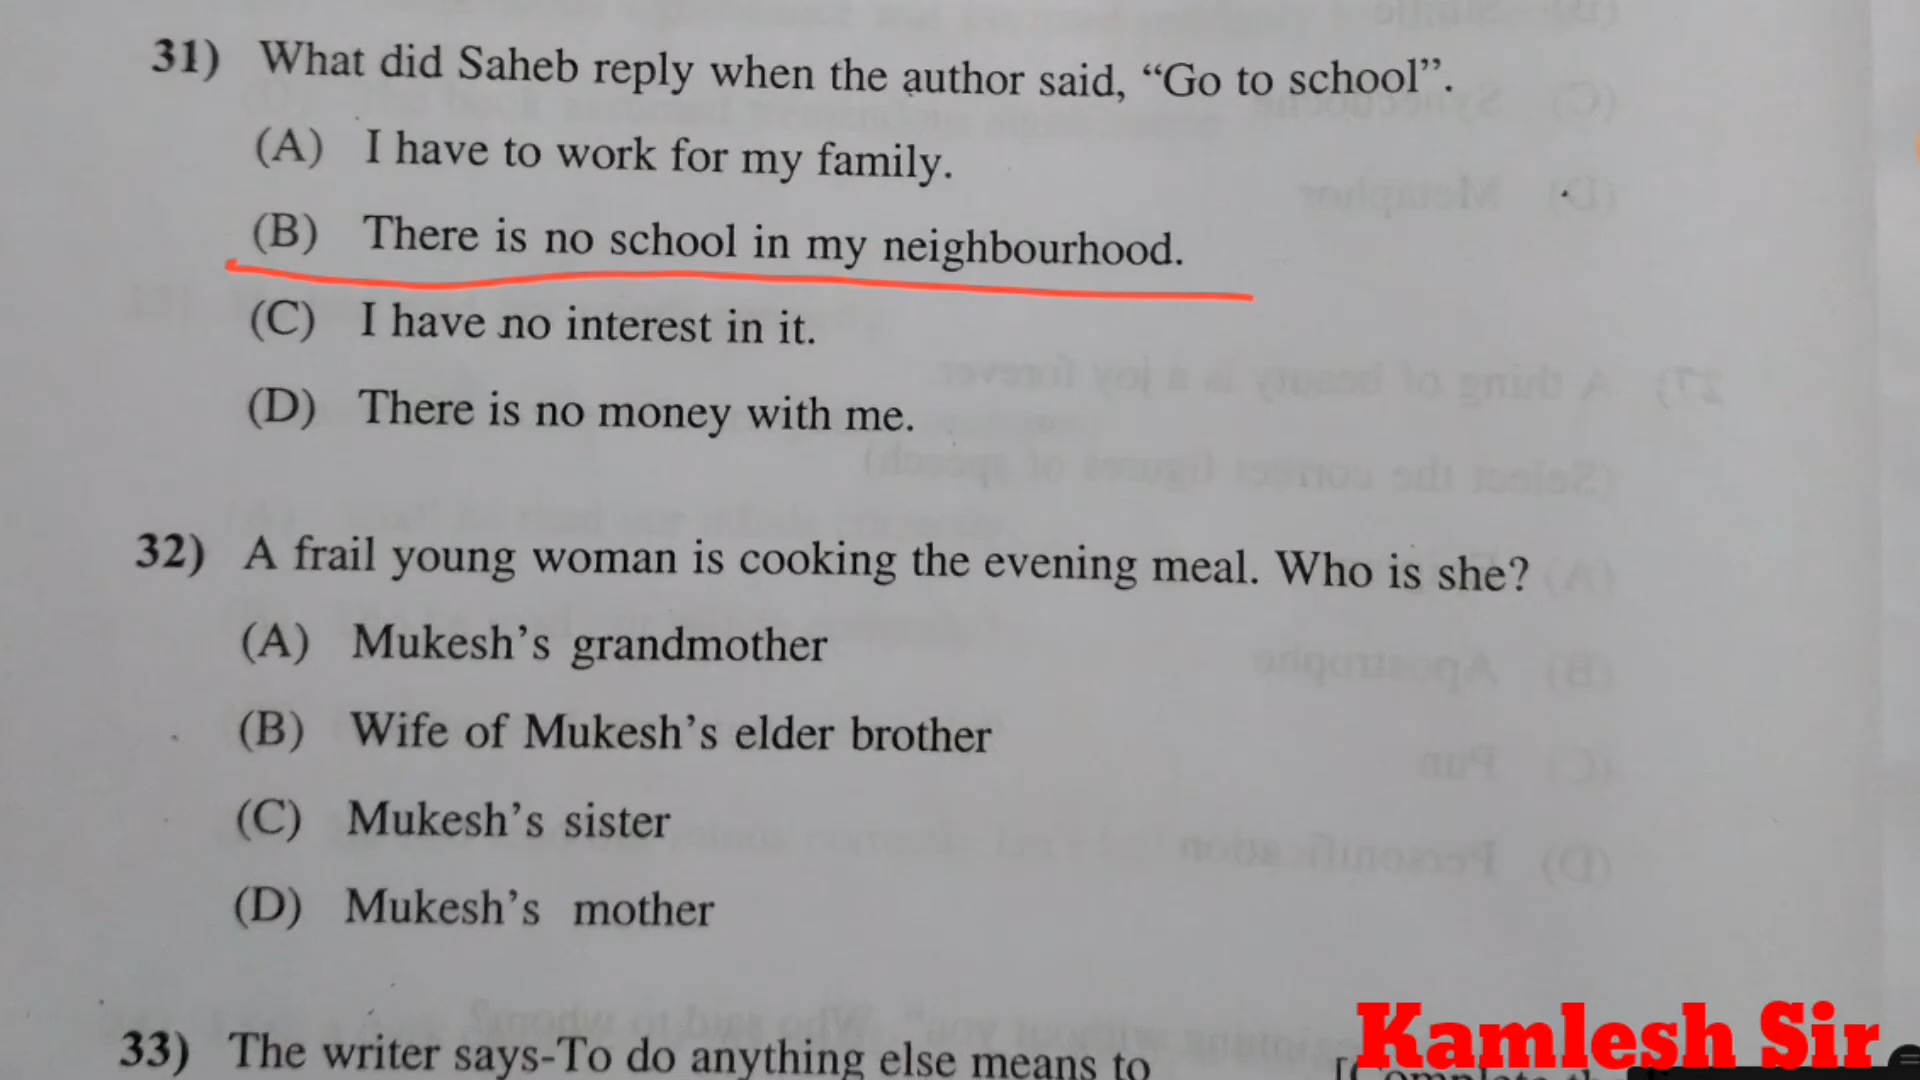 31) What did Saheb reply when the author said, “Go to school”.
(A) I have to work for my family.
(B) There is no school in my neighbourhood.
(C) I have no interest in it.
(D) There is no money with me.
32) A frail young woman is cooking the evening meal. Who is she?
(A) Mukesh’s grandmother
(B) Wife of Mukesh’s elder brother
(C) Mukesh’s sister
(D) Mukesh’s mother
33) The writer says-To do anything else means to
Kamlesh Sir